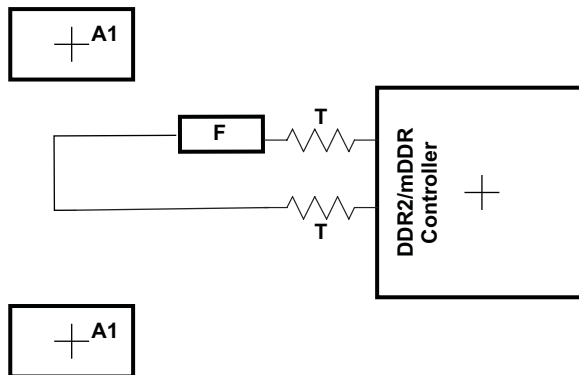 A1
F
T
DDR2/mDDR
Controller
T
A1